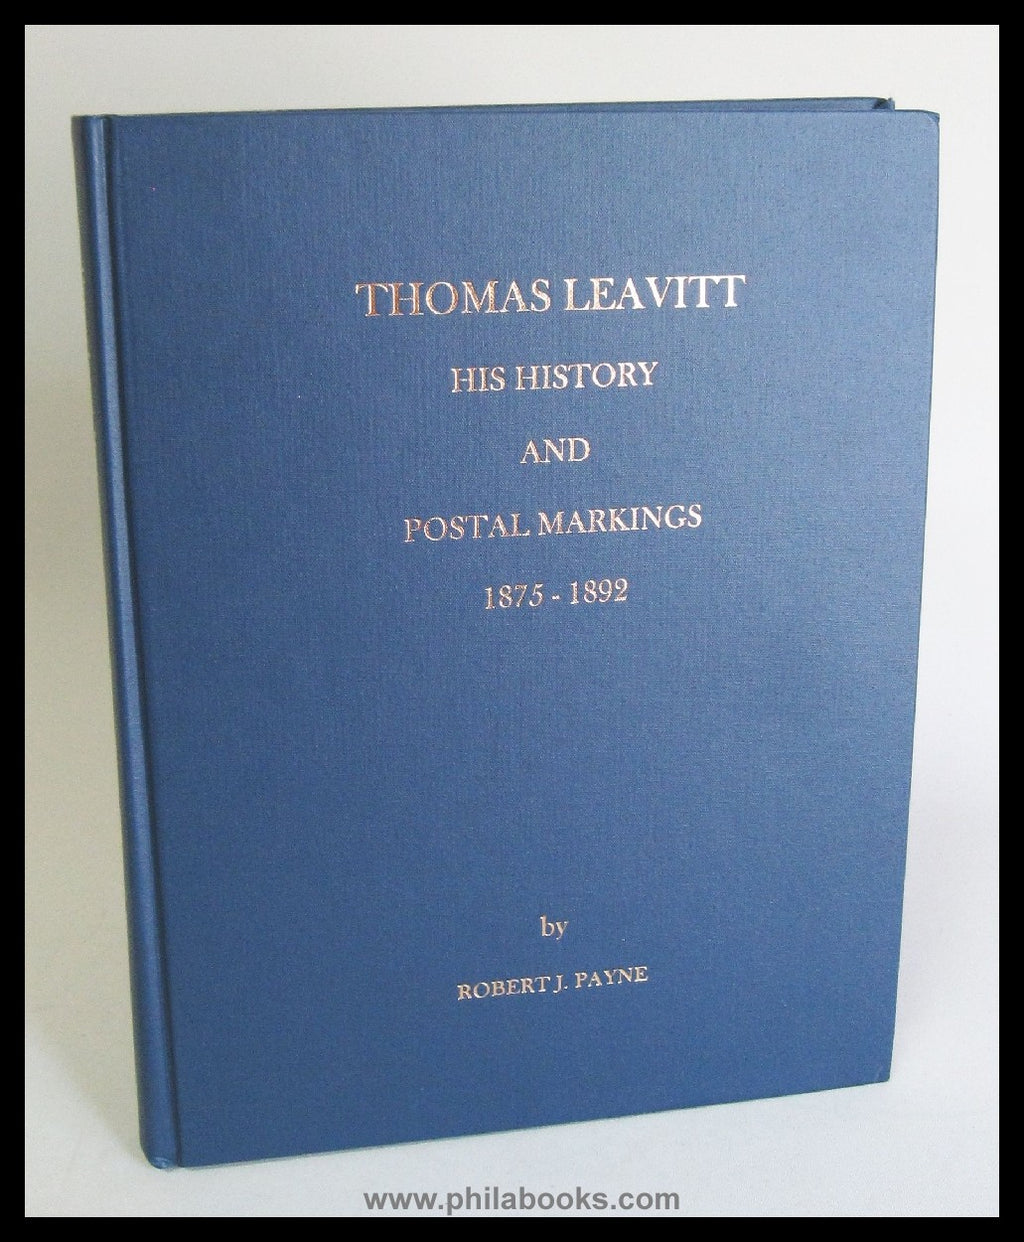 THOMAS LEAVITT
HIS HISTORY
AND
POSTAL MARKINGS
1875 - 1892
by
ROBERT J. PAYNE
www.philabooks.com